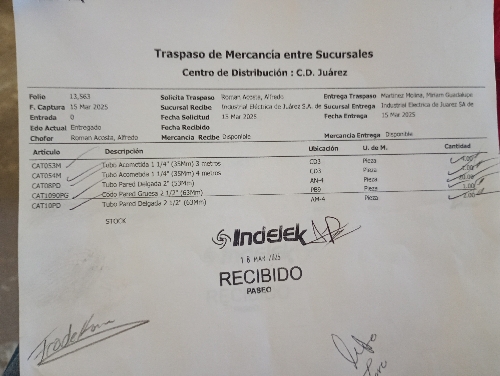 Traspaso de Mercancía entre Sucursales
Centro de Distribución : C.D. Juárez
Folio 13,563 Solicita Traspaso Roman Acosta, Alfredo Entrega Traspaso Martinez Molina, Miriam Guadalupe
F. Captura 15 Mar 2025 Sucursal Recibe Industrial Eléctrica de Juárez S.A. de Sucursal Entrega Industrial Electrica de Juarez SA de
Entrada 0 Fecha Solicitud 15 Mar 2025 Fecha Entrega 15 Mar 2025
Edo Actual Entregado Fecha Recibido
Chofer Roman Acosta, Alfredo Mercancia Recibe Disponible Mercancia Entrega Disponible
Artículo Descripción Ubicación U. de M. Cantidad
CAT053M Tubo Acometida 1 1/4" (35Mm) 3 metros CD3 Pieza
CAT054M Tubo Acometida 1 1/4" (35Mm) 4 metros CD3 Pieza
CAT08PD Tubo Pared Delgada 2" (53Mm) AN-4 Pieza
CAT1090PG Codo Pared Gruesa 2 1/2" (63Mm) PB9 Pieza
CAT10PD Tubo Pared Delgada 2 1/2" (63Mm) AM-4 Pieza
STOCK
Indelek
18 MAR 2025
RECIBIDO
PASEO